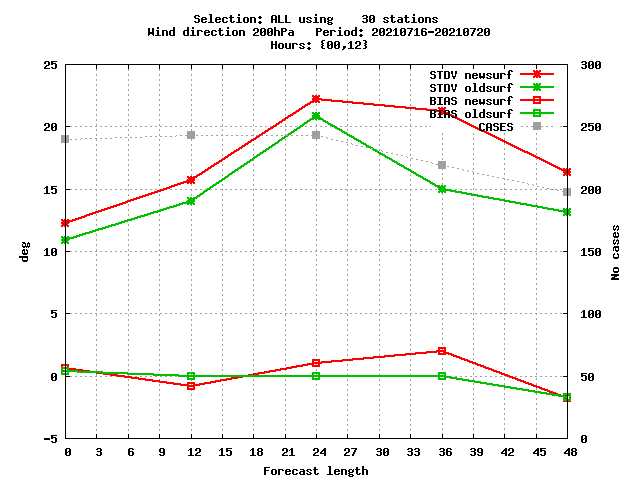 Selection: ALL using    30 stations
Wind direction 200hPa   Period: 20210716-20210720
Hours: {00,12}
25 300
STDV newsurf
STDV oldsurf
BIAS newsurf
BIAS oldsurf
CASES
20 250
15 200
10 150
5 100
0 50
-5 0
deg
No cases
0 3 6 9 12 15 18 21 24 27 30 33 36 39 42 45 48
Forecast length